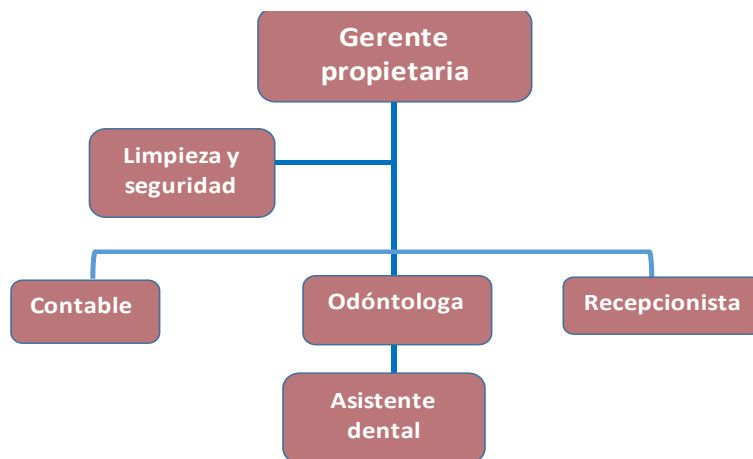 Gerente
propietaria
Limpieza y
seguridad
Contable
Odóntologa
Recepcionista
Asistente
dental